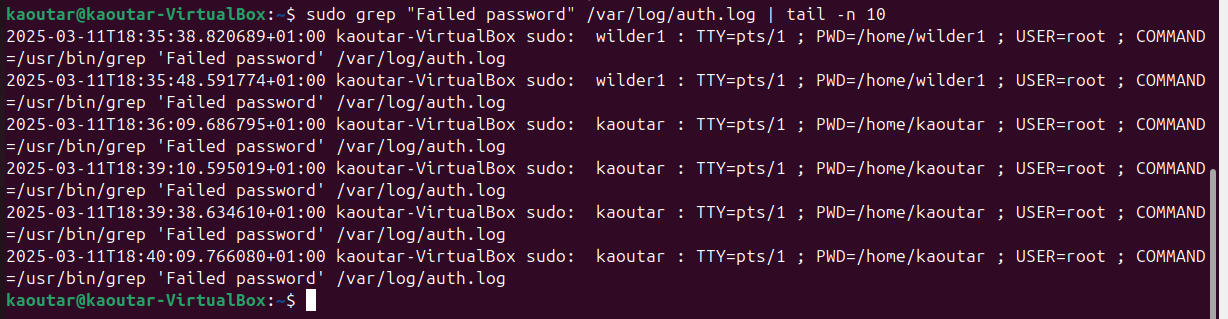 kaoutar@kaoutar-VirtualBox:~$ sudo grep "Failed password" /var/log/auth.log | tail -n 10
2025-03-11T18:35:38.820689+01:00 kaoutar-VirtualBox sudo:  wilder1 : TTY=pts/1 ; PWD=/home/wilder1 ; USER=root ; COMMAND
=/usr/bin/grep 'Failed password' /var/log/auth.log
2025-03-11T18:35:48.591774+01:00 kaoutar-VirtualBox sudo:  wilder1 : TTY=pts/1 ; PWD=/home/wilder1 ; USER=root ; COMMAND
=/usr/bin/grep 'Failed password' /var/log/auth.log
2025-03-11T18:36:09.686795+01:00 kaoutar-VirtualBox sudo:  kaoutar : TTY=pts/1 ; PWD=/home/kaoutar ; USER=root ; COMMAND
=/usr/bin/grep 'Failed password' /var/log/auth.log
2025-03-11T18:39:10.595019+01:00 kaoutar-VirtualBox sudo:  kaoutar : TTY=pts/1 ; PWD=/home/kaoutar ; USER=root ; COMMAND
=/usr/bin/grep 'Failed password' /var/log/auth.log
2025-03-11T18:39:38.634610+01:00 kaoutar-VirtualBox sudo:  kaoutar : TTY=pts/1 ; PWD=/home/kaoutar ; USER=root ; COMMAND
=/usr/bin/grep 'Failed password' /var/log/auth.log
2025-03-11T18:40:09.766080+01:00 kaoutar-VirtualBox sudo:  kaoutar : TTY=pts/1 ; PWD=/home/kaoutar ; USER=root ; COMMAND
=/usr/bin/grep 'Failed password' /var/log/auth.log
kaoutar@kaoutar-VirtualBox:~$